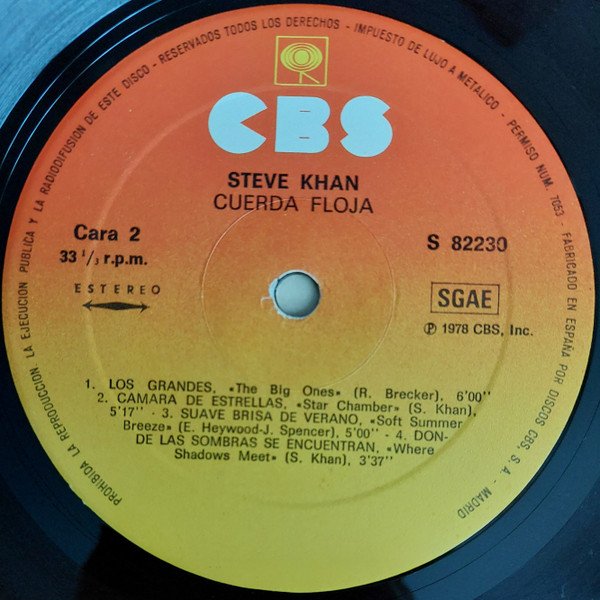 PROHIBIDA LA REPRODUCCION LA EJECUCION PUBLICA Y LA RADIODIFUSION DE ESTE DISCO - RESERVADOS TODOS LOS DERECHOS - IMPUESTO DE LUJO A METALICO - PERMISO NUM. 7053 - FABRICADO EN ESPAÑA POR DISCOS CBS, S. A. - MADRID
CBS
STEVE KHAN
CUERDA FLOJA
Cara 2
33 1/3 r.p.m.
ESTEREO
S 82230
SGAE
℗ 1978 CBS, Inc.
1. LOS GRANDES, «The Big Ones» (R. Brecker), 6'00''
2. CAMARA DE ESTRELLAS, «Star Chamber» (S. Khan),
5'17'' - 3. SUAVE BRISA DE VERANO, «Soft Summer
Breeze» (E. Heywood-J. Spencer), 5'00'' - 4. DON-
DE LAS SOMBRAS SE ENCUENTRAN, «Where
Shadows Meet» (S. Khan), 3'37''